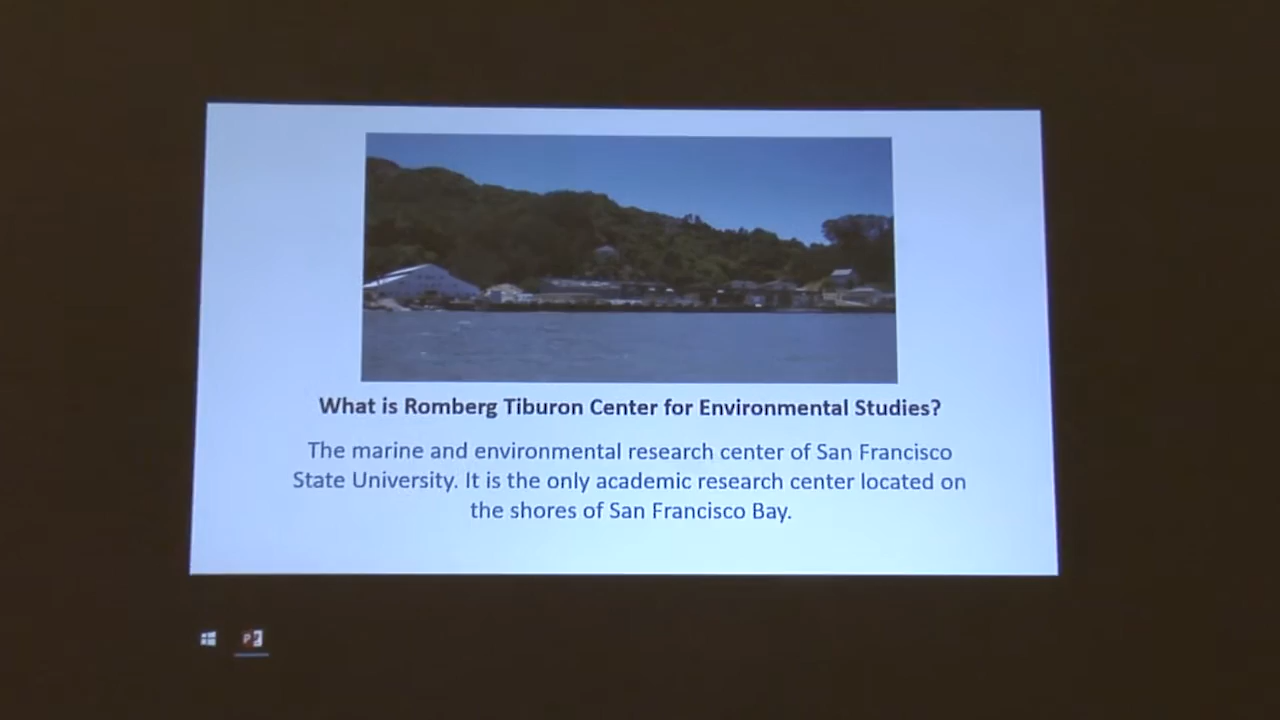 What is Romberg Tiburon Center for Environmental Studies?
The marine and environmental research center of San Francisco
State University. It is the only academic research center located on
the shores of San Francisco Bay.
P